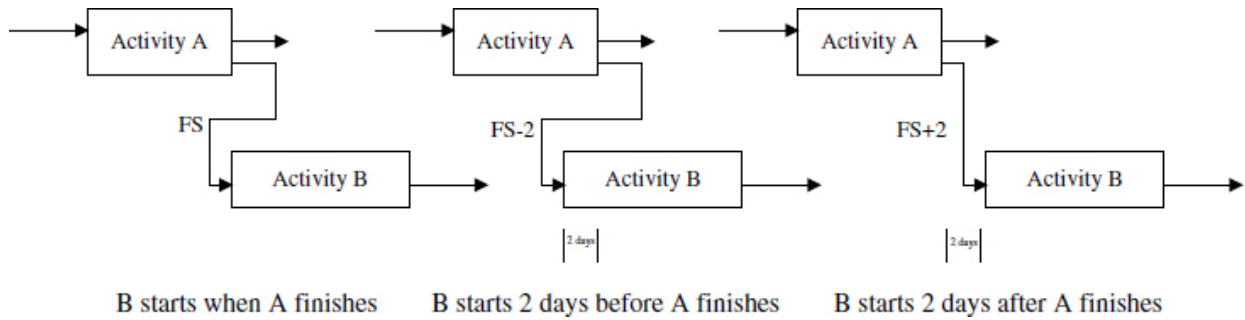 Activity A
Activity A
Activity A
FS
FS-2
FS+2
Activity B
Activity B
Activity B
2 days
2 days
B starts when A finishes
B starts 2 days before A finishes
B starts 2 days after A finishes